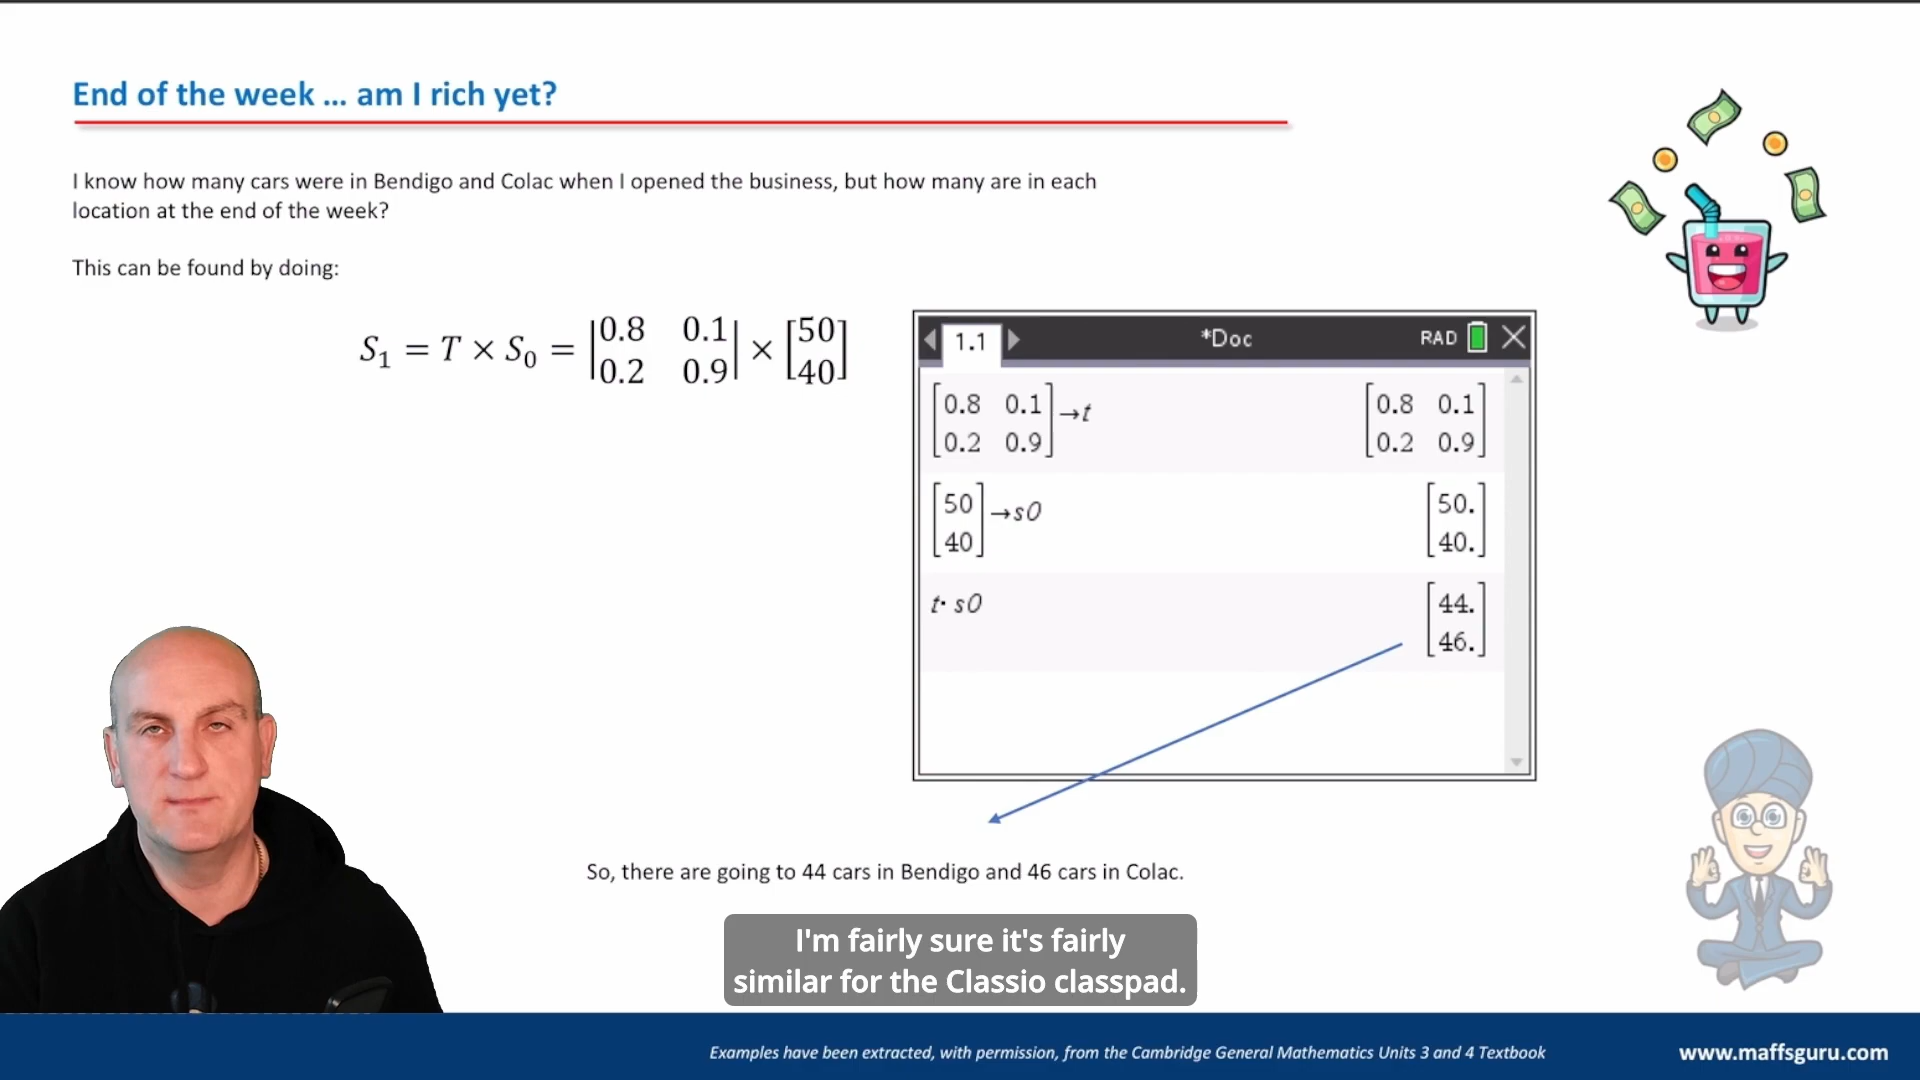 End of the week … am I rich yet?
I know how many cars were in Bendigo and Colac when I opened the business, but how many are in each
location at the end of the week?
This can be found by doing:
S₁ = T × S₀ = |0.8 0.1| × [50]
|0.2 0.9| [40]
1.1 *Doc RAD
[0.8 0.1] →t [0.8 0.1]
[0.2 0.9] [0.2 0.9]
[50] →s0 [50.]
[40] [40.]
t· s0 [44.]
[46.]
So, there are going to 44 cars in Bendigo and 46 cars in Colac.
I'm fairly sure it's fairly
similar for the Classio classpad.
Examples have been extracted, with permission, from the Cambridge General Mathematics Units 3 and 4 Textbook
www.maffsguru.com